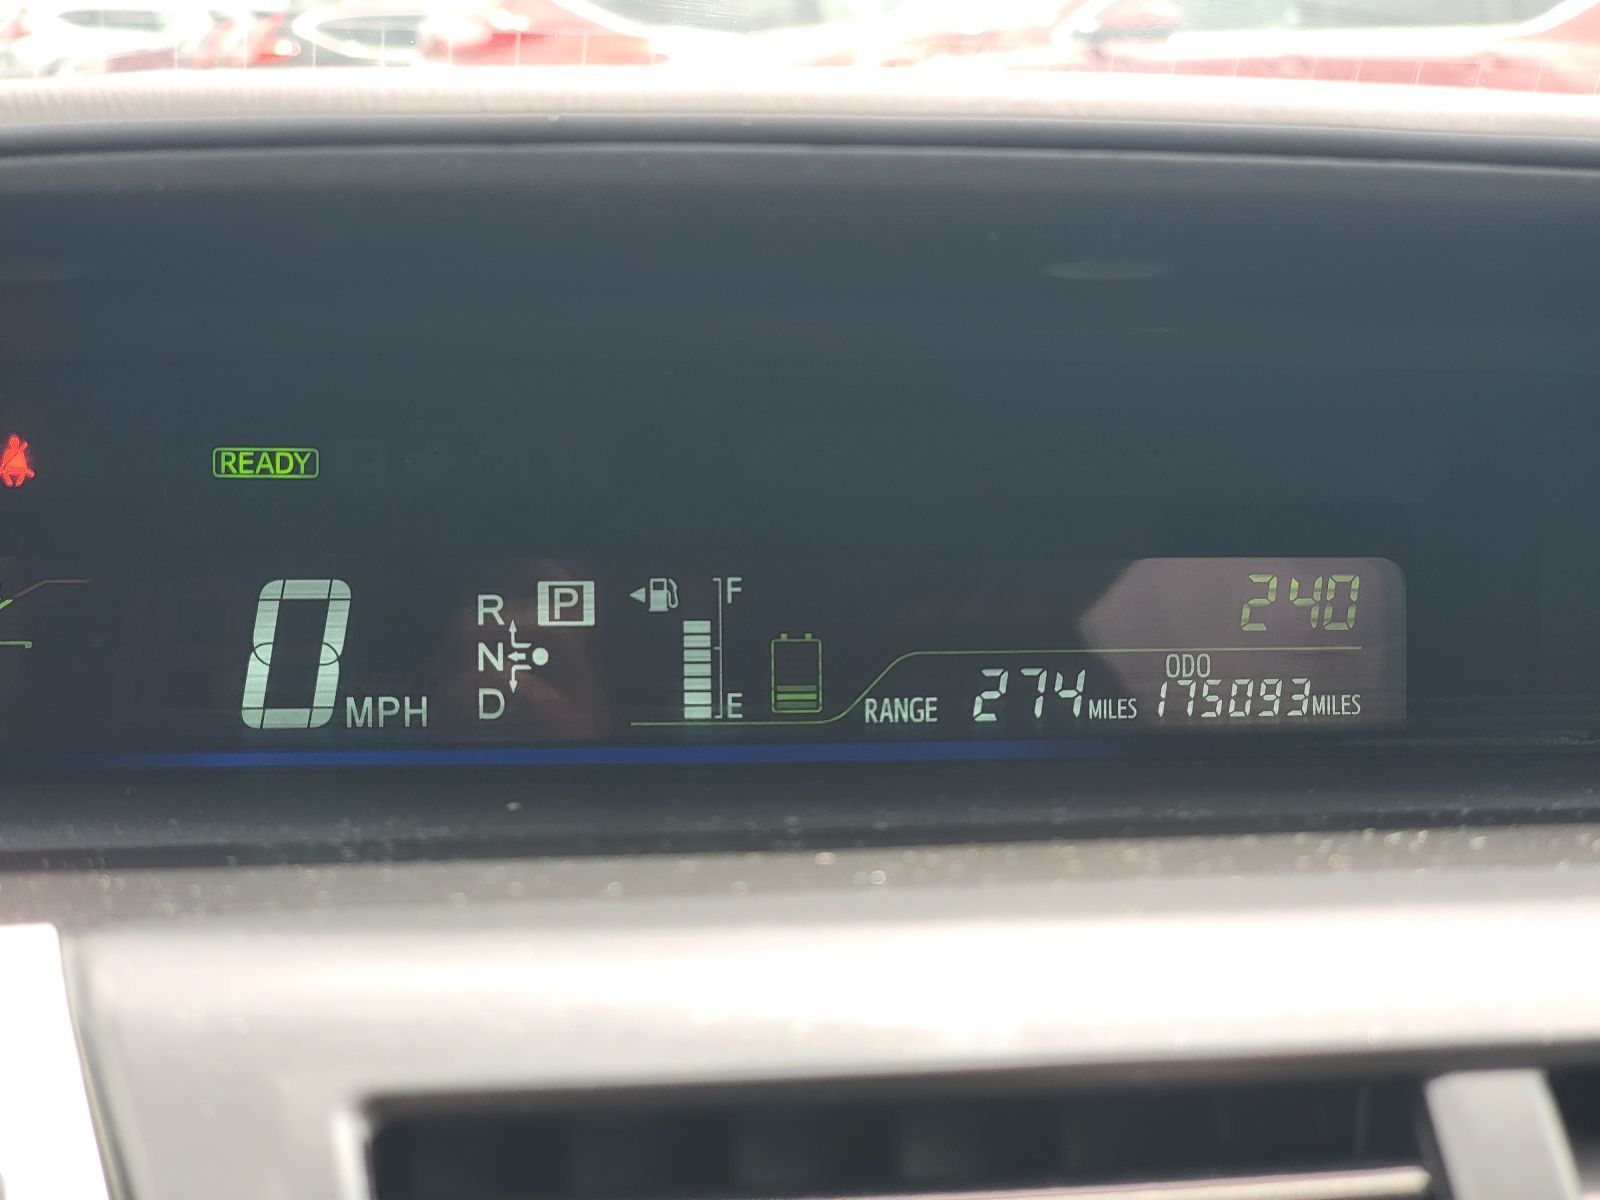 READY
240
F
R P
0 MPH
N
D
E
RANGE 274 MILES
ODO
175093 MILES